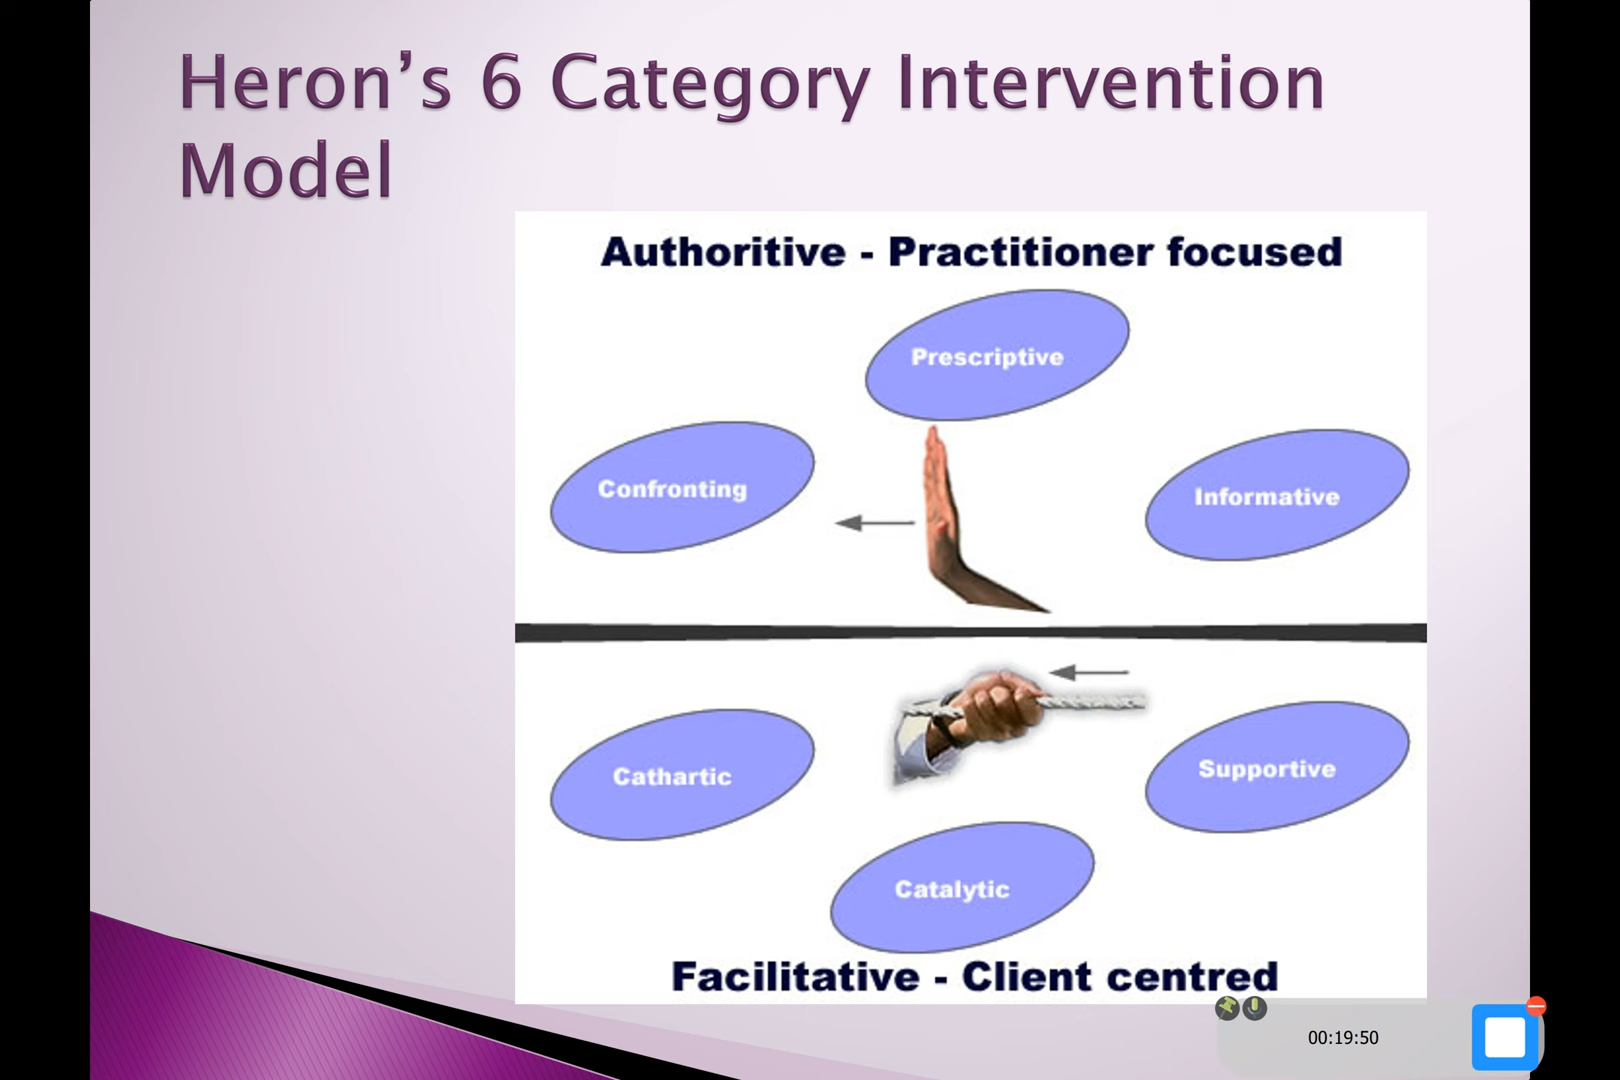 Heron’s 6 Category Intervention
Model
Authoritive - Practitioner focused
Prescriptive
Confronting
Informative
Cathartic
Supportive
Catalytic
Facilitative - Client centred
00:19:50